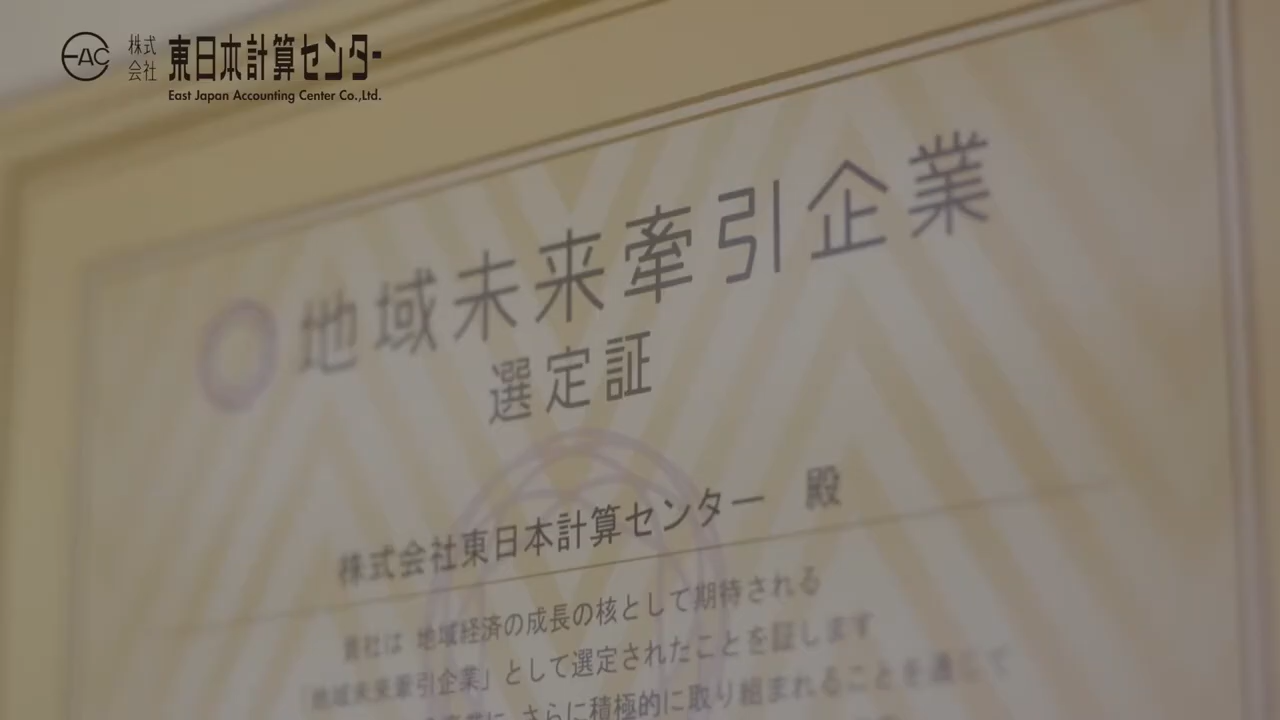 EAC 株式会社 東日本計算センター
East Japan Accounting Center Co.,Ltd.
地域未来牽引企業
選定証
株式会社東日本計算センター 殿
貴社は 地域経済の成長の核として期待される
「地域未来牽引企業」として選定されたことを証します
さらに積極的に取り組まれることを通じて